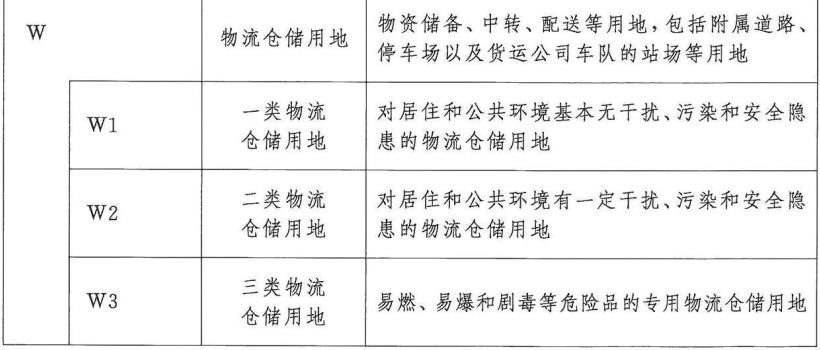 W
物流仓储用地
物资储备、中转、配送等用地，包括附属道路、
停车场以及货运公司车队的站场等用地
W1
一类物流
仓储用地
对居住和公共环境基本无干扰、污染和安全隐
患的物流仓储用地
W2
二类物流
仓储用地
对居住和公共环境有一定干扰、污染和安全隐
患的物流仓储用地
W3
三类物流
仓储用地
易燃、易爆和剧毒等危险品的专用物流仓储用地